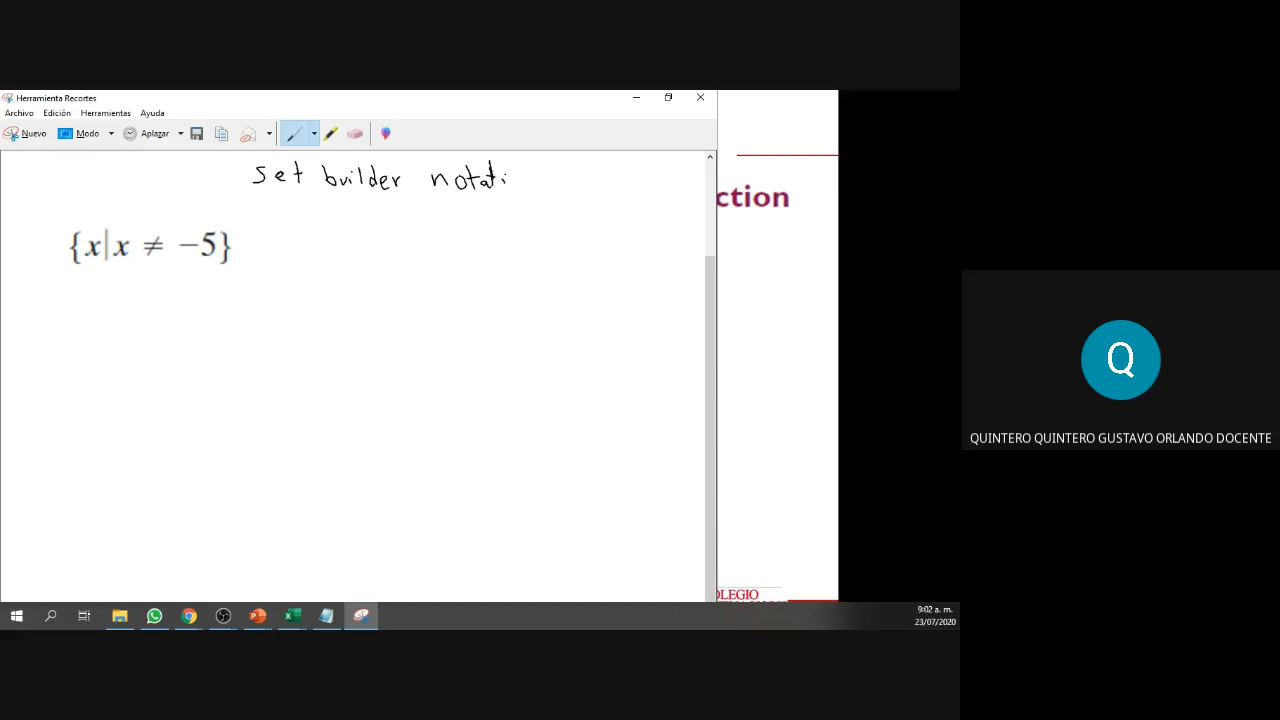 Herramienta Recortes
Archivo Edición Herramientas Ayuda
Nuevo Modo Aplazar
set builder notati
{x|x ≠ −5}
ction
OLEGIO
Q
QUINTERO QUINTERO GUSTAVO ORLANDO DOCENTE
9:02 a. m.
23/07/2020